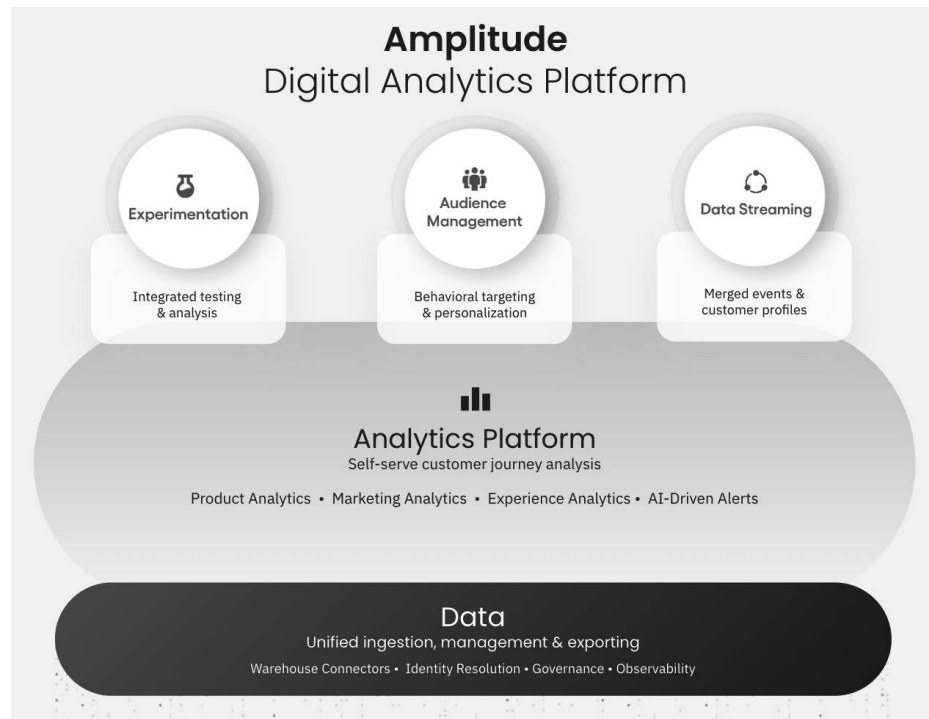 Amplitude
Digital Analytics Platform
Experimentation
Integrated testing
& analysis
Audience
Management
Behavioral targeting
& personalization
Data Streaming
Merged events &
customer profiles
Analytics Platform
Self-serve customer journey analysis
Product Analytics • Marketing Analytics • Experience Analytics • AI-Driven Alerts
Data
Unified ingestion, management & exporting
Warehouse Connectors • Identity Resolution • Governance • Observability